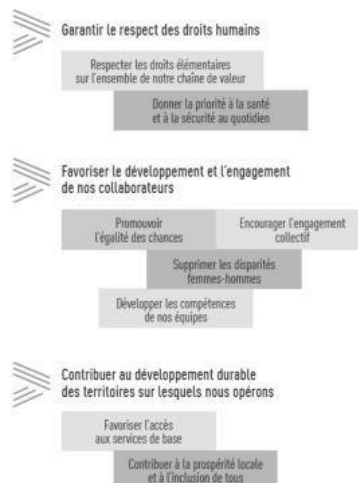 Garantir le respect des droits humains
Respecter les droits élémentaires
sur l'ensemble de notre chaîne de valeur
Donner la priorité à la santé
et à la sécurité au quotidien
Favoriser le développement et l'engagement
de nos collaborateurs
Promouvoir
l'égalité des chances
Encourager l'engagement
collectif
Supprimer les disparités
femmes-hommes
Développer les compétences
de nos équipes
Contribuer au développement durable
des territoires sur lesquels nous opérons
Favoriser l'accès
aux services de base
Contribuer à la prospérité locale
et à l'inclusion de tous